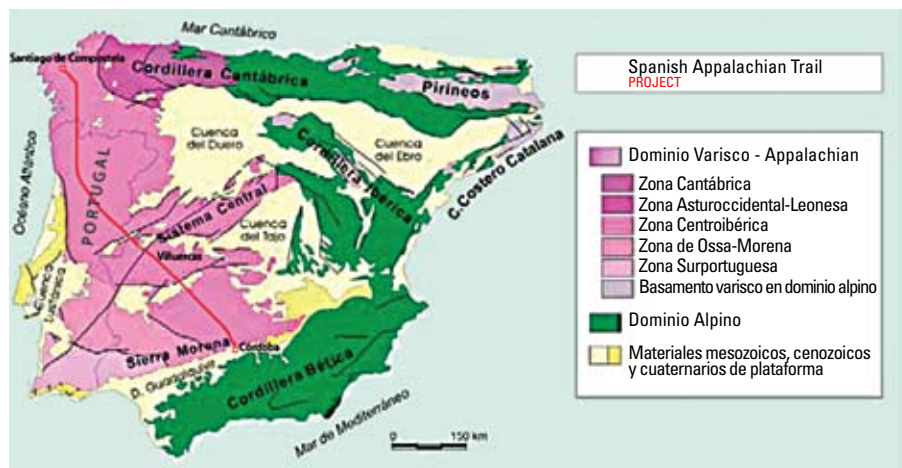 Mar Cantábrico
Santiago de Compostela
Cordillera Cantábrica
Pirineos
Océano Atlántico
PORTUGAL
Cuenca
del Duero
Cordillera Ibérica
Cuenca
del Ebro
C. Costero Catalana
Sistema Central
Cuenca
del Tajo
Villuercas
Cuenca
Lusitánica
Sierra Morena
Córdoba
D. Guadalquivir
Cordillera Bética
Mar de Mediterráneo
0 150 km
Spanish Appalachian Trail
PROJECT
Dominio Varisco - Appalachian
Zona Cantábrica
Zona Asturoccidental-Leonesa
Zona Centroibérica
Zona de Ossa-Morena
Zona Surportuguesa
Basamento varisco en dominio alpino
Dominio Alpino
Materiales mesozoicos, cenozoicos
y cuaternarios de plataforma